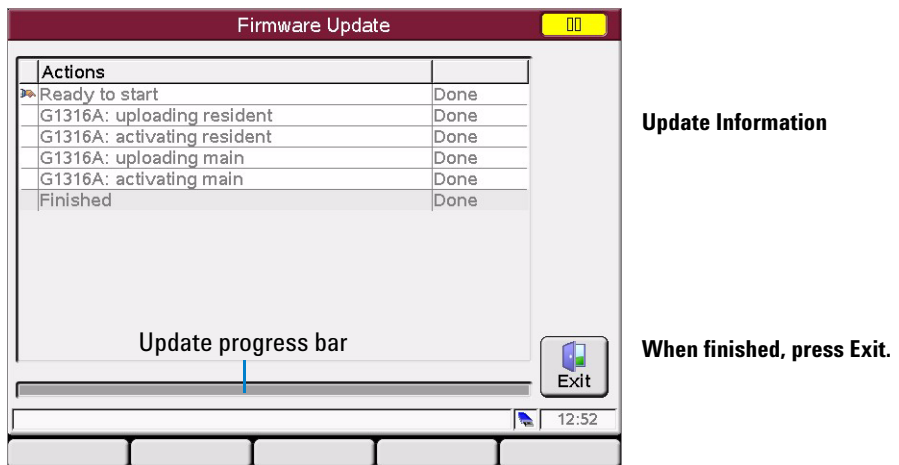 Firmware Update
Actions
Ready to start Done
G1316A: uploading resident Done
G1316A: activating resident Done
G1316A: uploading main Done
G1316A: activating main Done
Finished Done
Update Information
Update progress bar
When finished, press Exit.
Exit
12:52